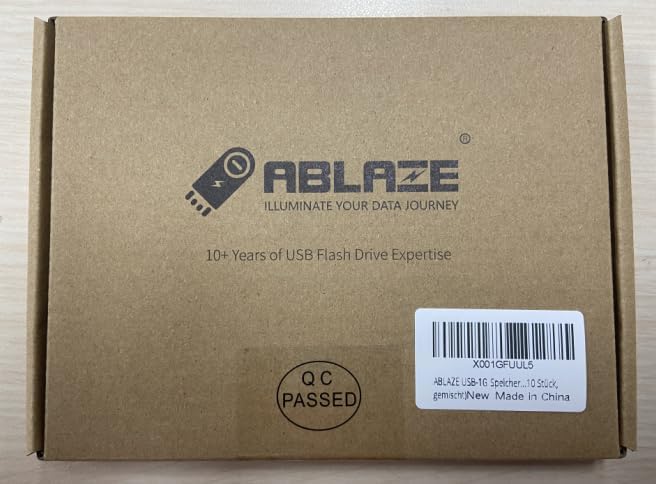 ABLAZE®
ILLUMINATE YOUR DATA JOURNEY
10+ Years of USB Flash Drive Expertise
QC
PASSED
X001GFUUL5
ABLAZE USB-1G Speicher...10 Stück,
gemischt)New Made in China